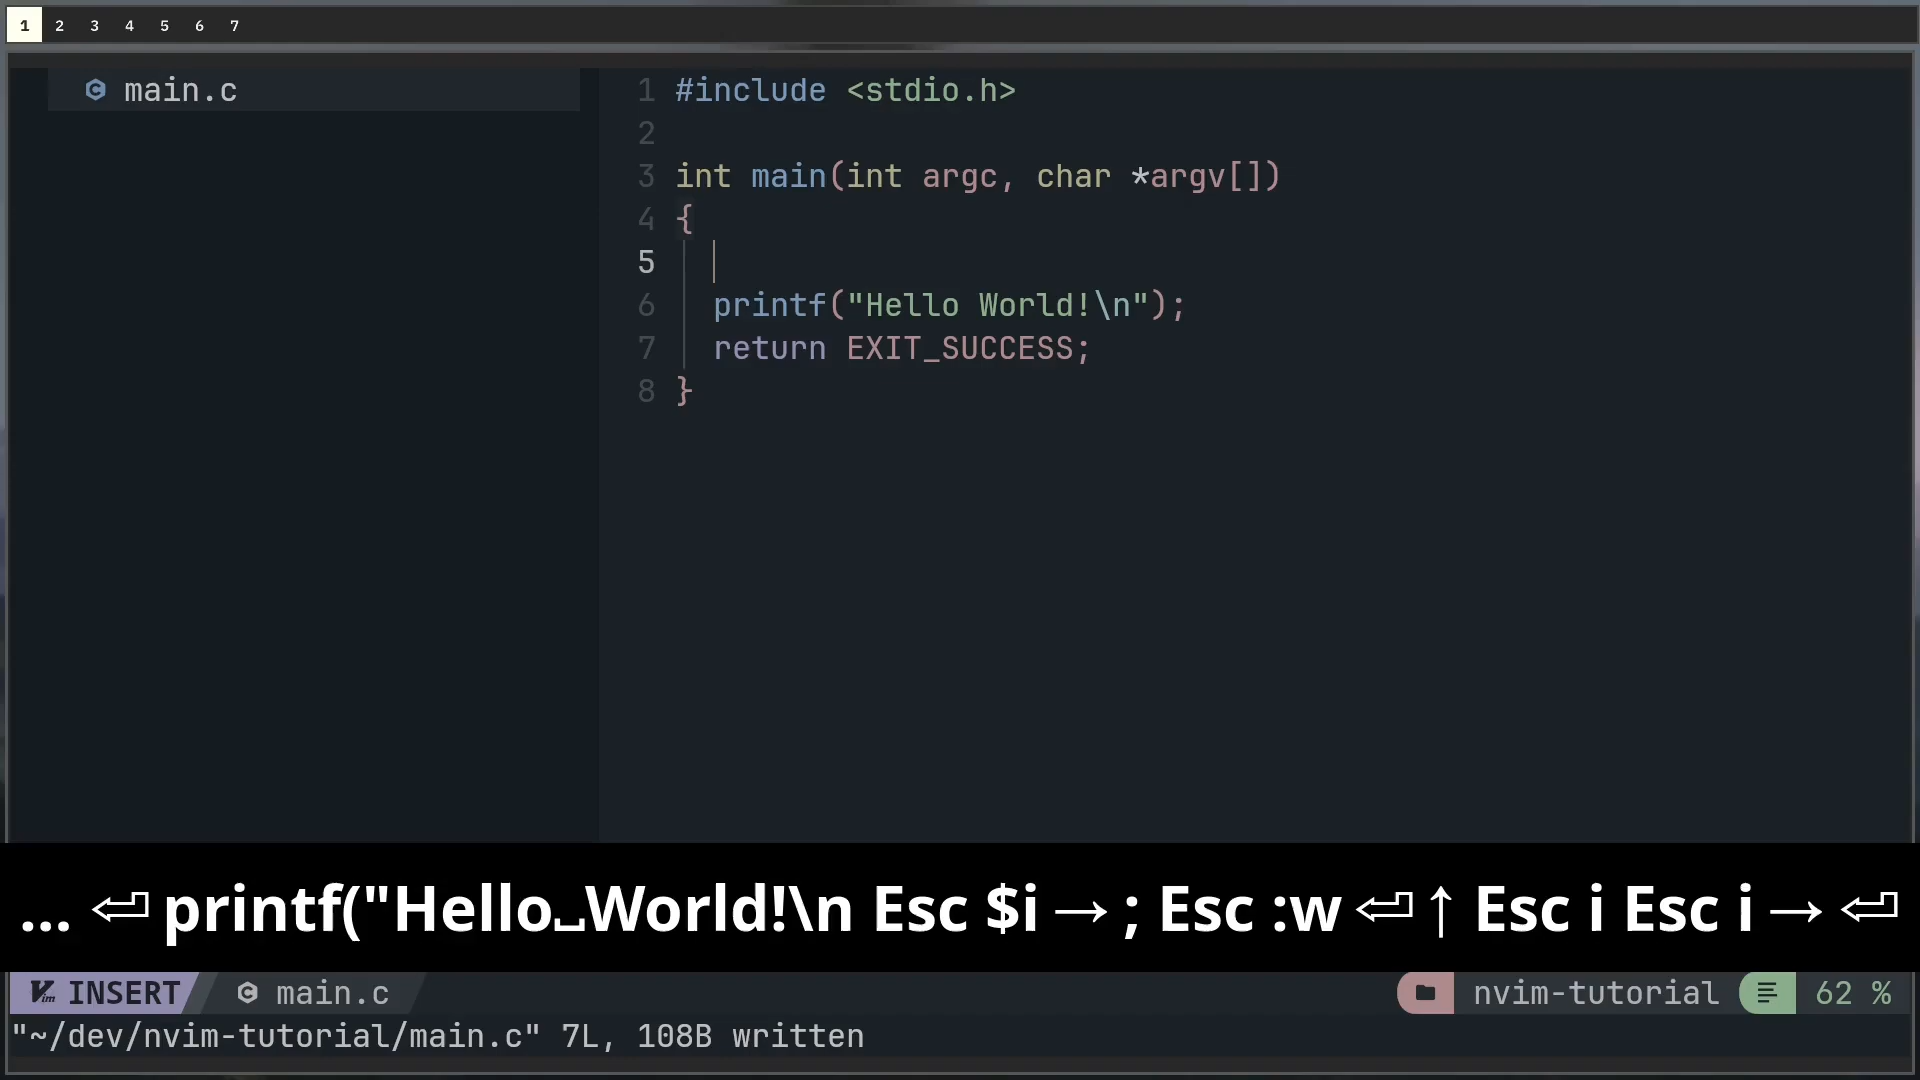 1 2 3 4 5 6 7
main.c
1 #include <stdio.h>
2
3 int main(int argc, char *argv[])
4 {
5
6 printf("Hello World!\n");
7 return EXIT_SUCCESS;
8 }
... ⏎ printf("Hello␣World!\n Esc $i→; Esc :w⏎↑ Esc i Esc i→⏎
INSERT main.c nvim-tutorial 62 %
"~/dev/nvim-tutorial/main.c" 7L, 108B written